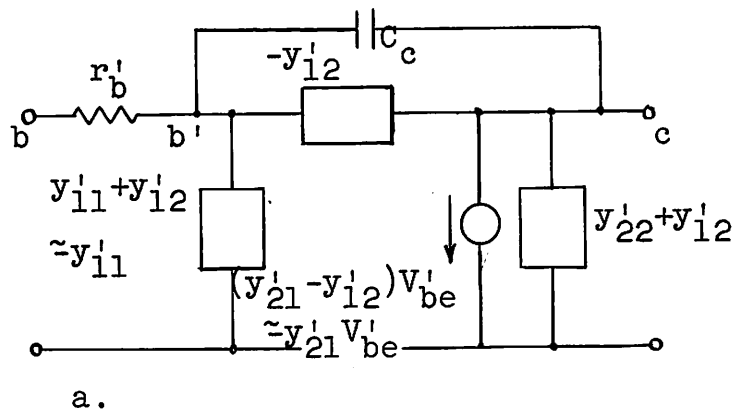 C_c
-y'_12
r'_b
b
b'
c
y'_11+y'_12
≃y'_11
y'_22+y'_12
(y'_21-y'_12)V'_be
≃y'_21V'_be
a.